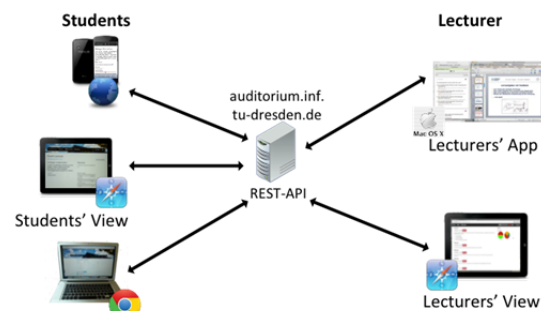 Students
Lecturer
auditorium.inf.
tu-dresden.de
Mac OS X
Lecturers' App
REST-API
Students' View
Lecturers' View